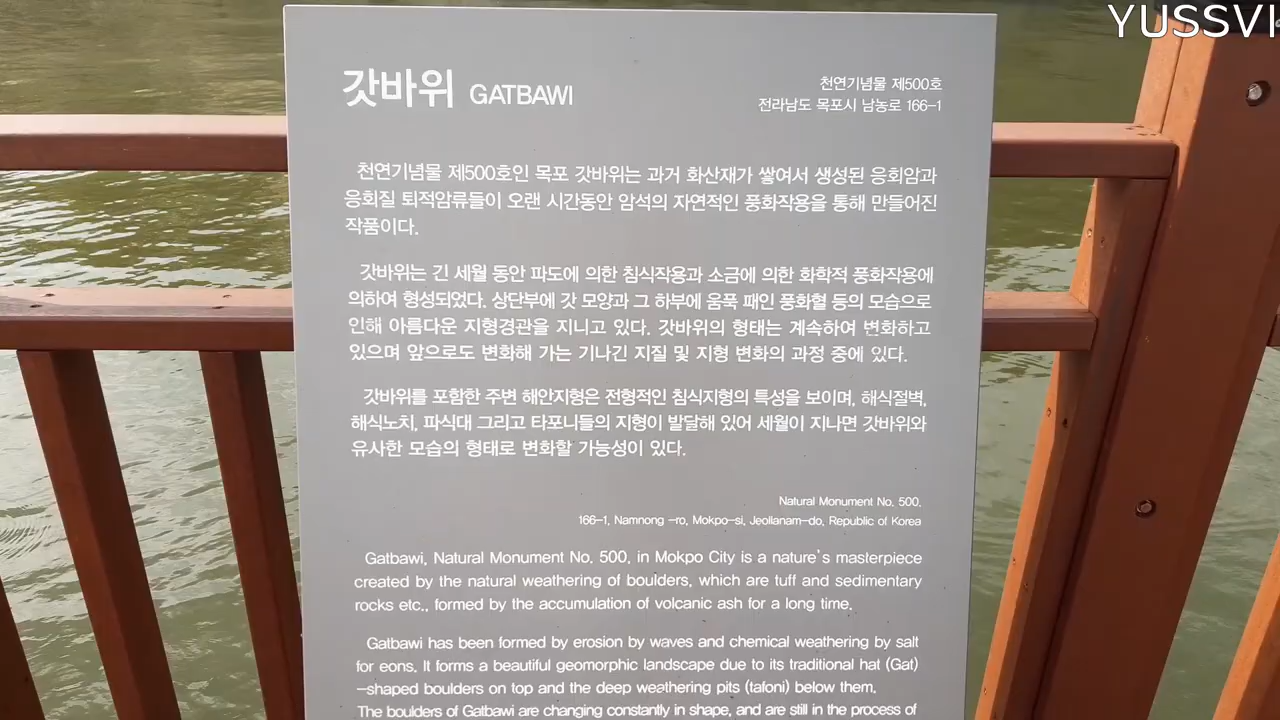 YUSSVI
갓바위 GATBAWI
천연기념물 제500호
전라남도 목포시 남농로 166-1
천연기념물 제500호인 목포 갓바위는 과거 화산재가 쌓여서 생성된 응회암과
응회질 퇴적암류들이 오랜 시간동안 암석의 자연적인 풍화작용을 통해 만들어진
작품이다.
갓바위는 긴 세월 동안 파도에 의한 침식작용과 소금에 의한 화학적 풍화작용에
의하여 형성되었다. 상단부에 갓 모양과 그 하부에 움푹 패인 풍화혈 등의 모습으로
인해 아름다운 지형경관을 지니고 있다. 갓바위의 형태는 계속하여 변화하고
있으며 앞으로도 변화해 가는 기나긴 지질 및 지형 변화의 과정 중에 있다.
갓바위를 포함한 주변 해안지형은 전형적인 침식지형의 특성을 보이며, 해식절벽,
해식노치, 파식대 그리고 타포니들의 지형이 발달해 있어 세월이 지나면 갓바위와
유사한 모습의 형태로 변화할 가능성이 있다.
Natural Monument No. 500.
166-1, Namnong -ro, Mokpo-si, Jeollanam-do, Republic of Korea
Gatbawi, Natural Monument No. 500, in Mokpo City is a nature's masterpiece
created by the natural weathering of boulders, which are tuff and sedimentary
rocks etc., formed by the accumulation of volcanic ash for a long time.
Gatbawi has been formed by erosion by waves and chemical weathering by salt
for eons. It forms a beautiful geomorphic landscape due to its traditional hat (Gat)
-shaped boulders on top and the deep weathering pits (tafoni) below them.
The boulders of Gatbawi are changing constantly in shape, and are still in the process of